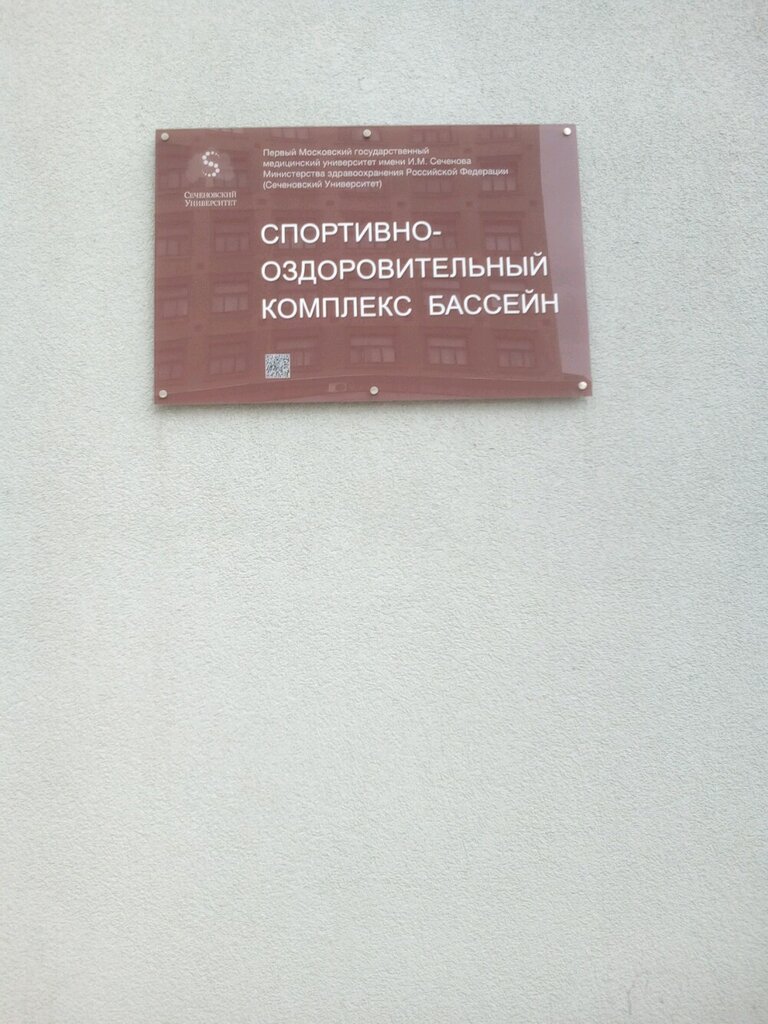 Сеченовский
Университет
Первый Московский государственный
медицинский университет имени И.М. Сеченова
Министерства здравоохранения Российской Федерации
(Сеченовский Университет)
СПОРТИВНО-
ОЗДОРОВИТЕЛЬНЫЙ
КОМПЛЕКС БАССЕЙН